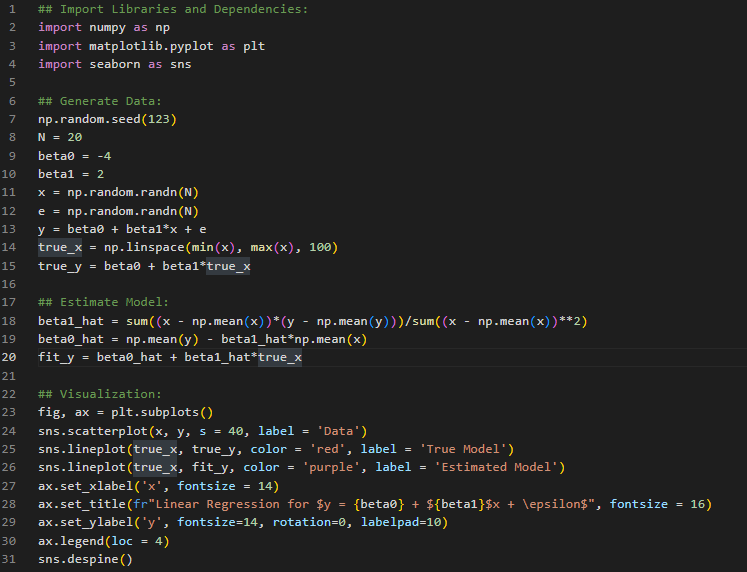 1 ## Import Libraries and Dependencies:
2 import numpy as np
3 import matplotlib.pyplot as plt
4 import seaborn as sns
5
6 ## Generate Data:
7 np.random.seed(123)
8 N = 20
9 beta0 = -4
10 beta1 = 2
11 x = np.random.randn(N)
12 e = np.random.randn(N)
13 y = beta0 + beta1*x + e
14 true_x = np.linspace(min(x), max(x), 100)
15 true_y = beta0 + beta1*true_x
16
17 ## Estimate Model:
18 beta1_hat = sum((x - np.mean(x))*(y - np.mean(y)))/sum((x - np.mean(x))**2)
19 beta0_hat = np.mean(y) - beta1_hat*np.mean(x)
20 fit_y = beta0_hat + beta1_hat*true_x
21
22 ## Visualization:
23 fig, ax = plt.subplots()
24 sns.scatterplot(x, y, s = 40, label = 'Data')
25 sns.lineplot(true_x, true_y, color = 'red', label = 'True Model')
26 sns.lineplot(true_x, fit_y, color = 'purple', label = 'Estimated Model')
27 ax.set_xlabel('x', fontsize = 14)
28 ax.set_title(fr"Linear Regression for $y = {beta0} + ${beta1}$x + \epsilon$", fontsize = 16)
29 ax.set_ylabel('y', fontsize=14, rotation=0, labelpad=10)
30 ax.legend(loc = 4)
31 sns.despine()